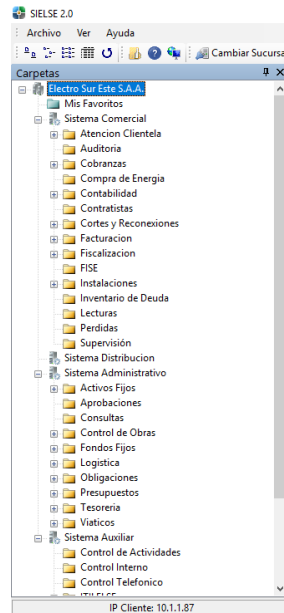 SIELSE 2.0
Archivo Ver Ayuda
Cambiar Sucursa
Carpetas
Electro Sur Este S.A.A.
Mis Favoritos
Sistema Comercial
Atencion Clientela
Auditoria
Cobranzas
Compra de Energia
Contabilidad
Contratistas
Cortes y Reconexiones
Facturacion
Fiscalizacion
FISE
Instalaciones
Inventario de Deuda
Lecturas
Perdidas
Supervisión
Sistema Distribucion
Sistema Administrativo
Activos Fijos
Aprobaciones
Consultas
Control de Obras
Fondos Fijos
Logistica
Obligaciones
Presupuestos
Tesoreria
Viaticos
Sistema Auxiliar
Control de Actividades
Control Interno
Control Telefonico
IP Cliente: 10.1.1.87